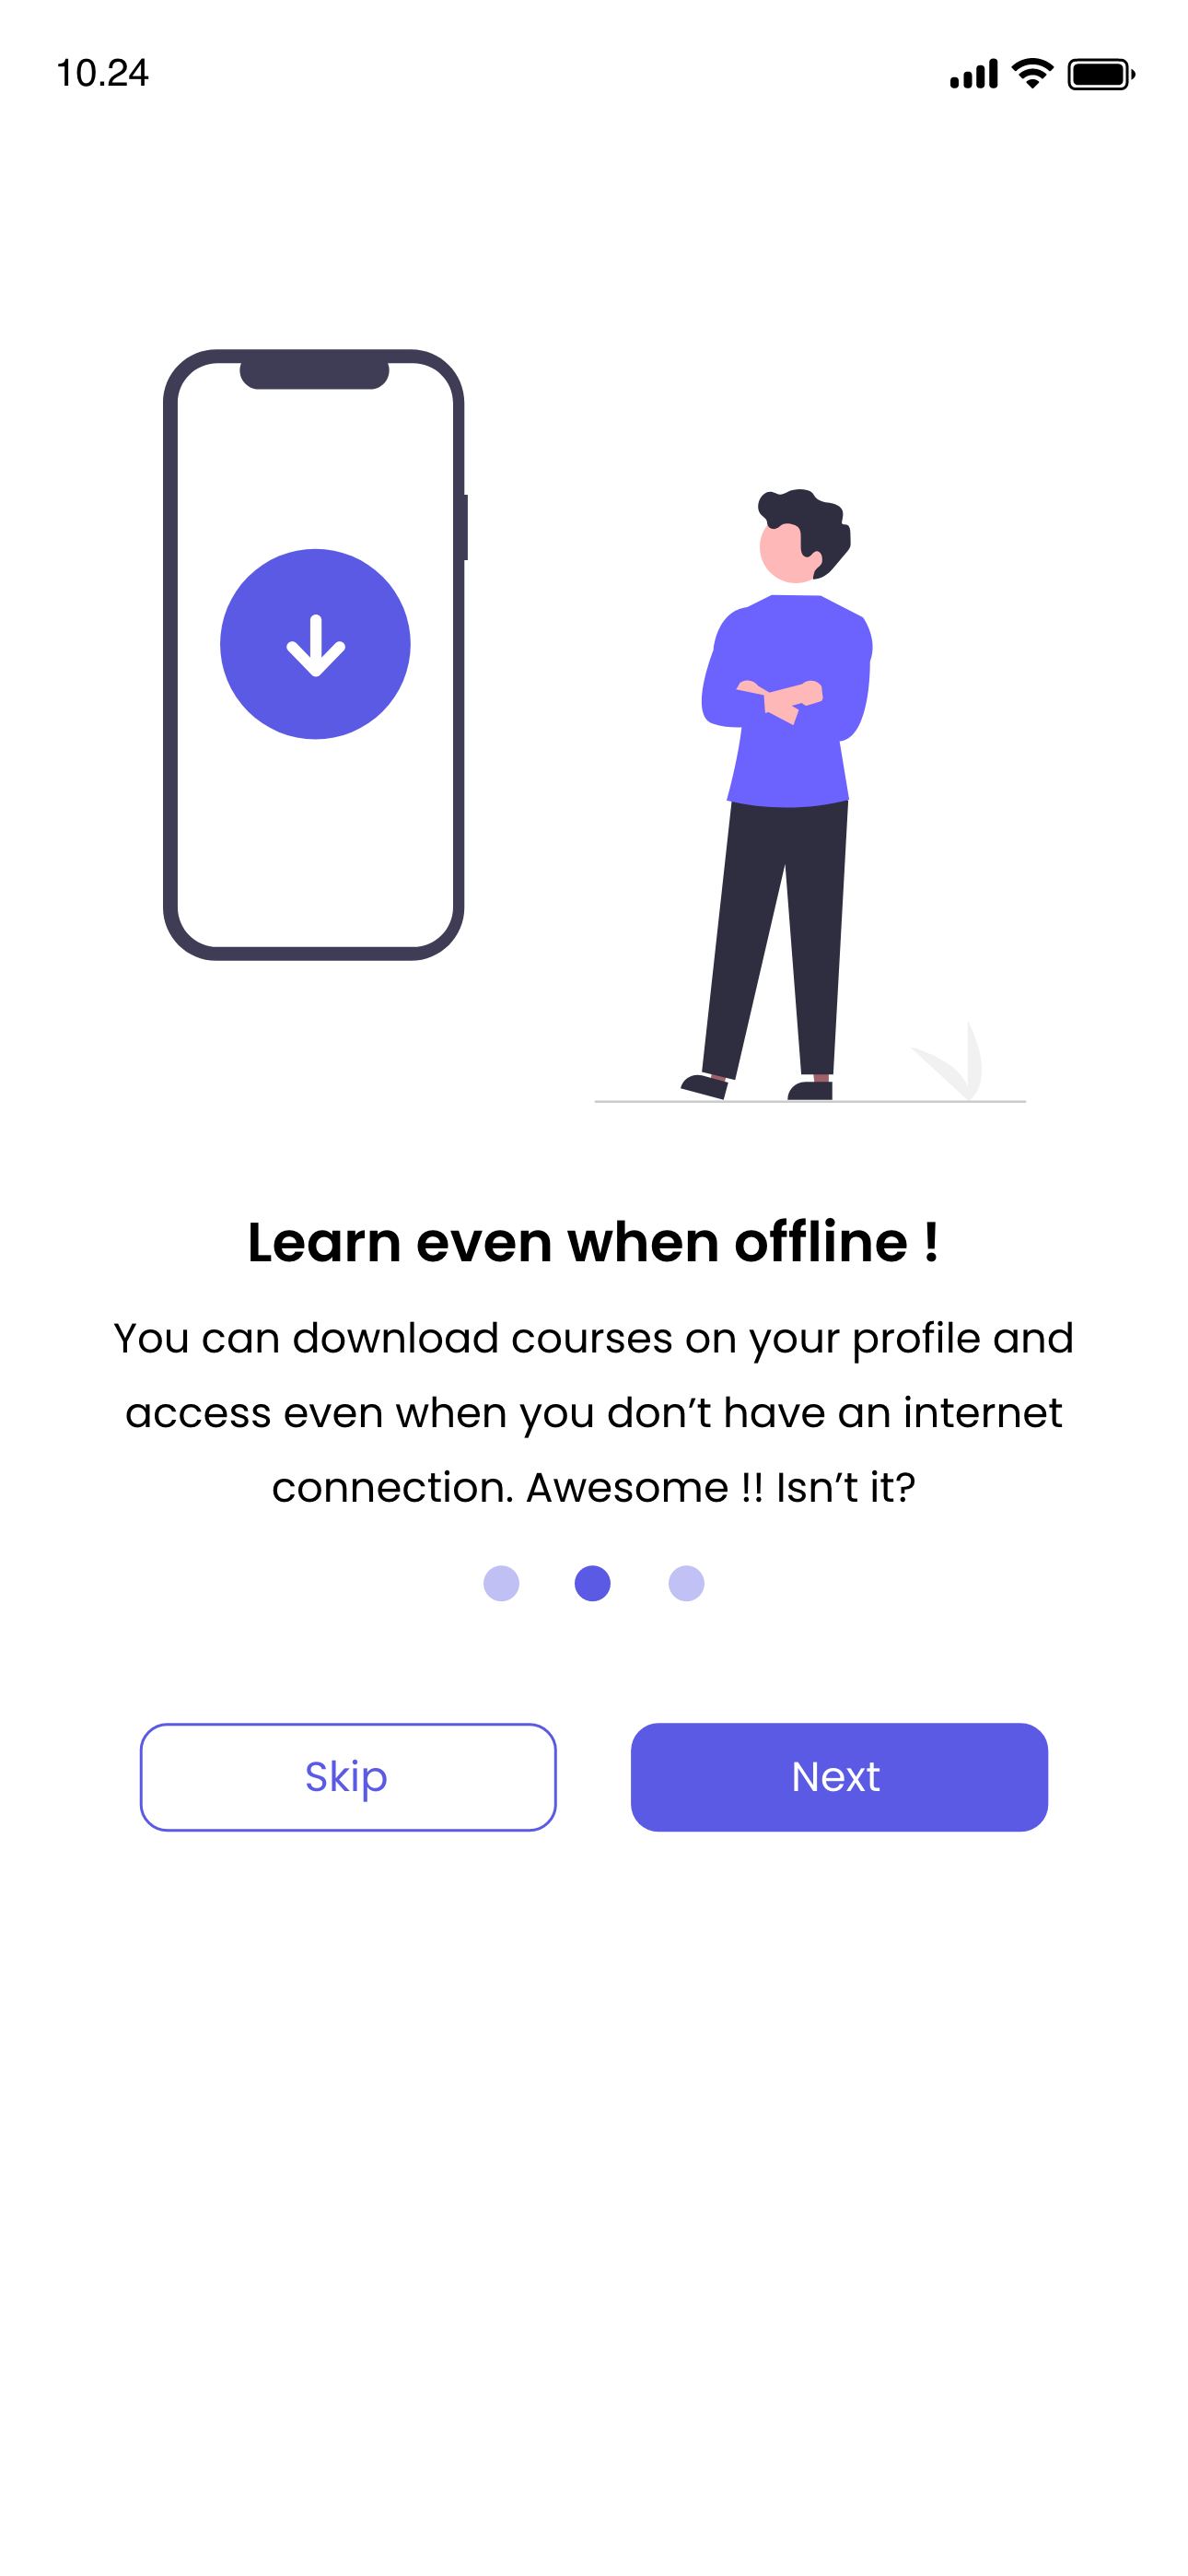 10.24
Learn even when offline !
You can download courses on your profile and
access even when you don’t have an internet
connection. Awesome !! Isn’t it?
Skip
Next